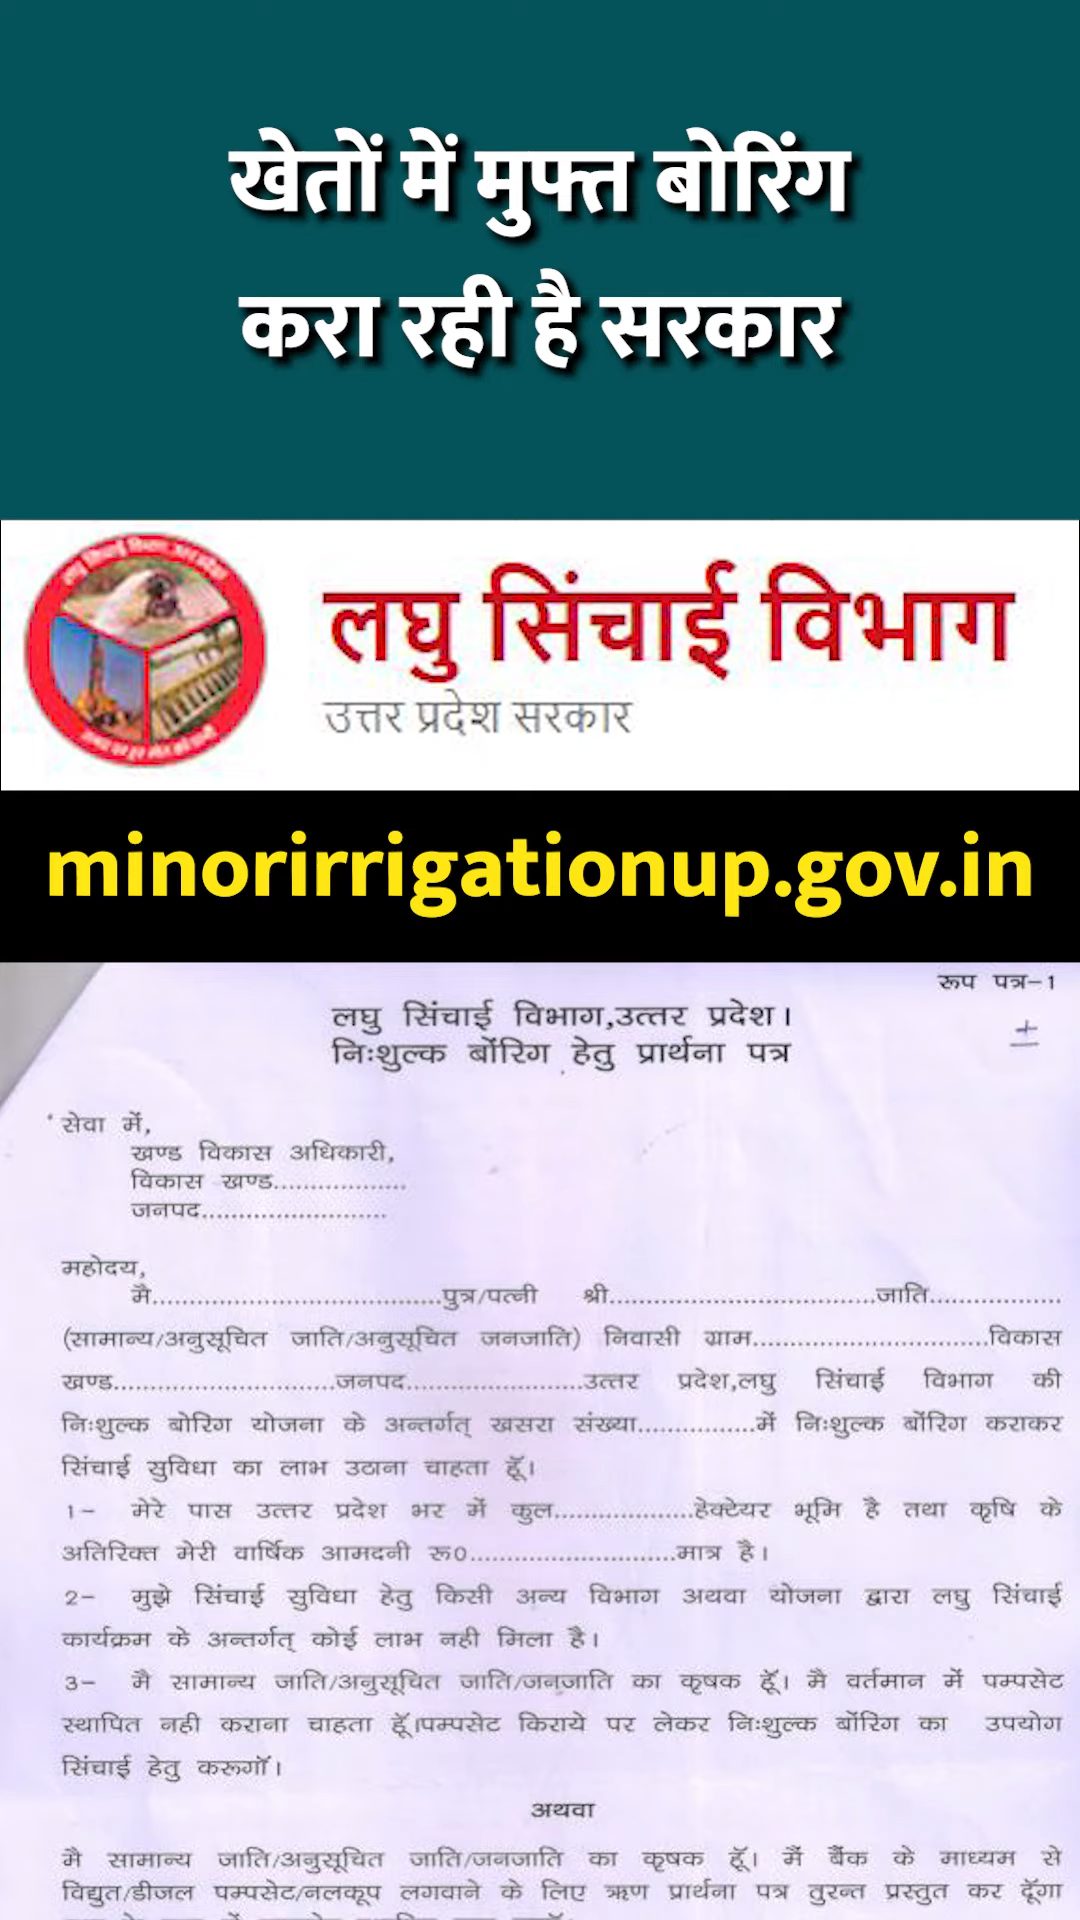 खेतों में मुफ्त बोरिंग
करा रही है सरकार
लघु सिंचाई विभाग
उत्तर प्रदेश सरकार
minorirrigationup.gov.in
रूप पत्र-1
लघु सिंचाई विभाग,उत्तर प्रदेश।
निःशुल्क बोंरिग हेतु प्रार्थना पत्र
सेवा में,
खण्ड विकास अधिकारी,
विकास खण्ड..................
जनपद.........................
महोदय,
मै.......................................पुत्र/पत्नी श्री....................................जाति..................
(सामान्य/अनुसूचित जाति/अनुसूचित जनजाति) निवासी ग्राम................................विकास
खण्ड..............................जनपद........................उत्तर प्रदेश,लघु सिंचाई विभाग की
निःशुल्क बोरिग योजना के अन्तर्गत् खसरा संख्या................में निःशुल्क बोंरिग कराकर
सिंचाई सुविधा का लाभ उठाना चाहता हूॅ।
1- मेरे पास उत्तर प्रदेश भर में कुल...................हेक्टेयर भूमि है तथा कृषि के
अतिरिक्त मेरी वार्षिक आमदनी रू0............................मात्र है।
2- मुझे सिंचाई सुविधा हेतु किसी अन्य विभाग अथवा योजना द्वारा लघु सिंचाई
कार्यक्रम के अन्तर्गत् कोई लाभ नही मिला है।
3- मै सामान्य जाति/अनुसूचित जाति/जनजाति का कृषक हूॅ। मै वर्तमान में पम्पसेट
स्थापित नही कराना चाहता हूॅ।पम्पसेट किराये पर लेकर निःशुल्क बोंरिग का उपयोग
सिंचाई हेतु करूगॉ।
अथवा
मै सामान्य जाति/अनुसूचित जाति/जनजाति का कृषक हूॅ। मैं बैंक के माध्यम से
विद्युत/डीजल पम्पसेट/नलकूप लगवाने के लिए ऋण प्रार्थना पत्र तुरन्त प्रस्तुत कर दूॅगा